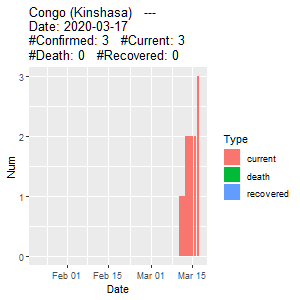 Congo (Kinshasa)   ---
Date: 2020-03-17
#Confirmed: 3   #Current: 3
#Death: 0   #Recovered: 0
3
2
1
0
Num
Feb 01
Feb 15
Mar 01
Mar 15
Date
Type
current
death
recovered